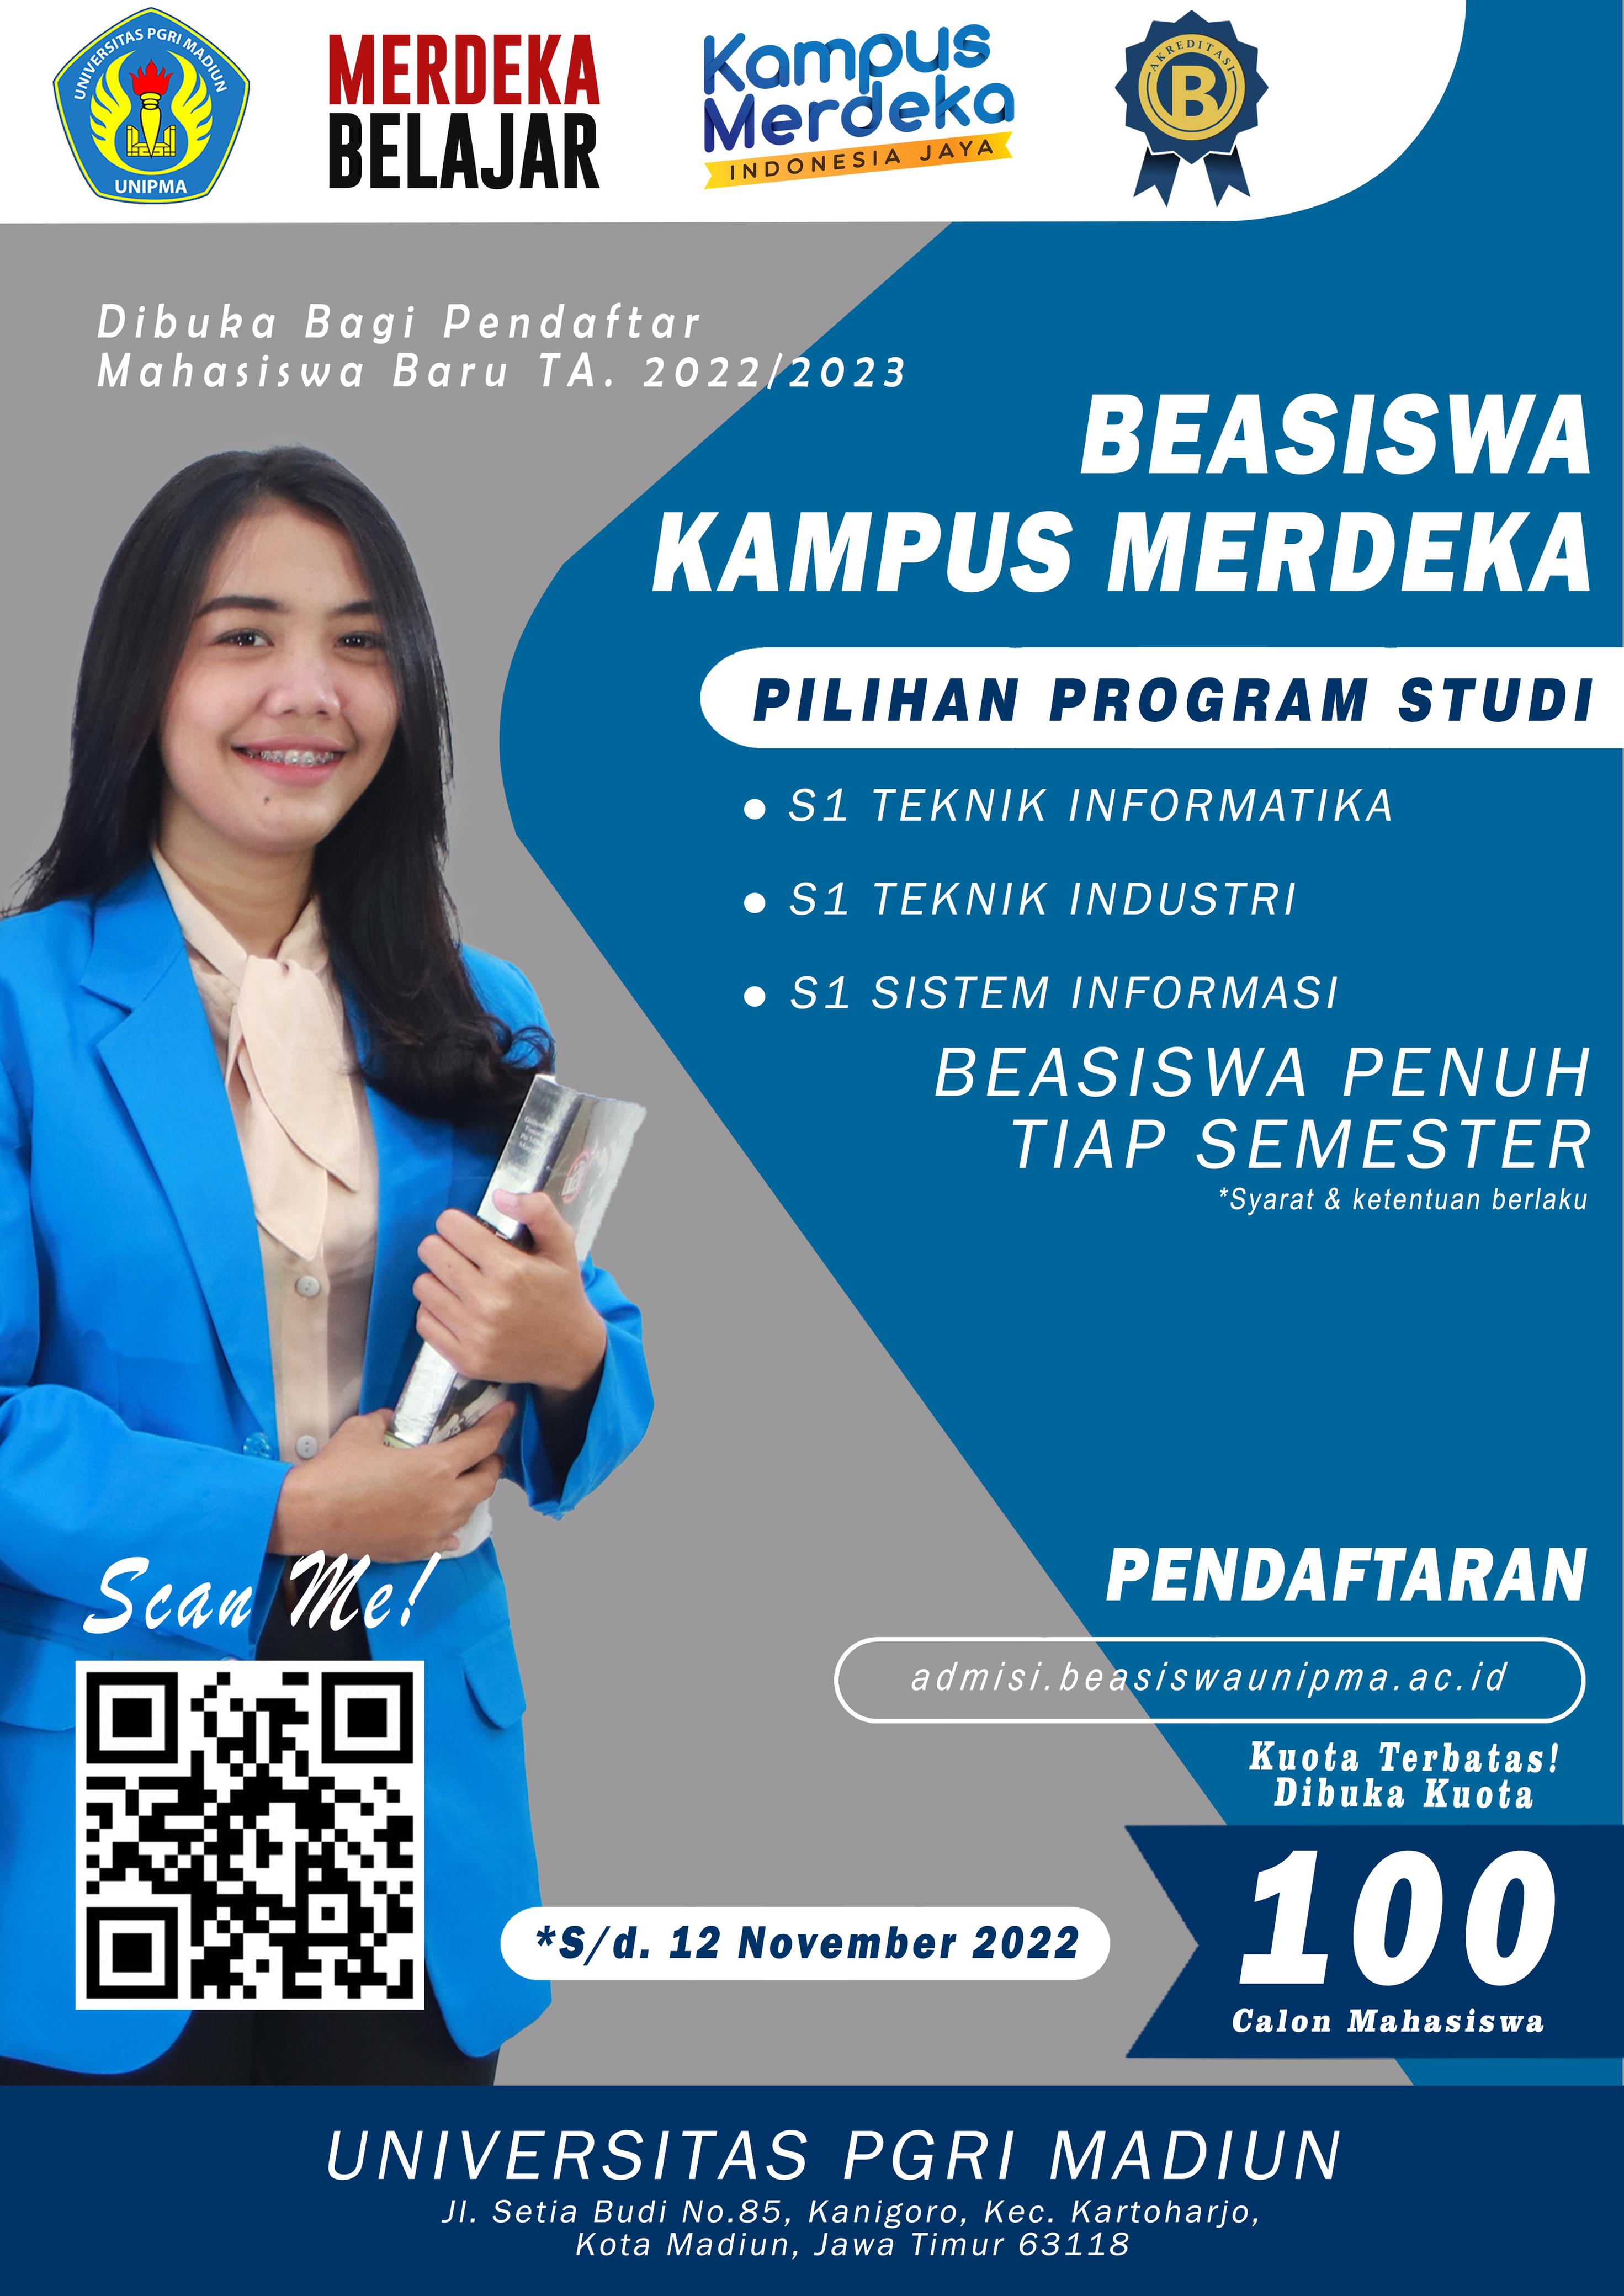 UNIVERSITAS PGRI MADIUN
UNIPMA
MERDEKA
BELAJAR
Kampus
Merdeka
INDONESIA JAYA
AKREDITASI
B
Dibuka Bagi Pendaftar
Mahasiswa Baru TA. 2022/2023
BEASISWA
KAMPUS MERDEKA
PILIHAN PROGRAM STUDI
• S1 TEKNIK INFORMATIKA
• S1 TEKNIK INDUSTRI
• S1 SISTEM INFORMASI
BEASISWA PENUH
TIAP SEMESTER
*Syarat & ketentuan berlaku
Scan Me!
PENDAFTARAN
admisi.beasiswaunipma.ac.id
Kuota Terbatas!
Dibuka Kuota
100
Calon Mahasiswa
*S/d. 12 November 2022
UNIVERSITAS PGRI MADIUN
Jl. Setia Budi No.85, Kanigoro, Kec. Kartoharjo,
Kota Madiun, Jawa Timur 63118